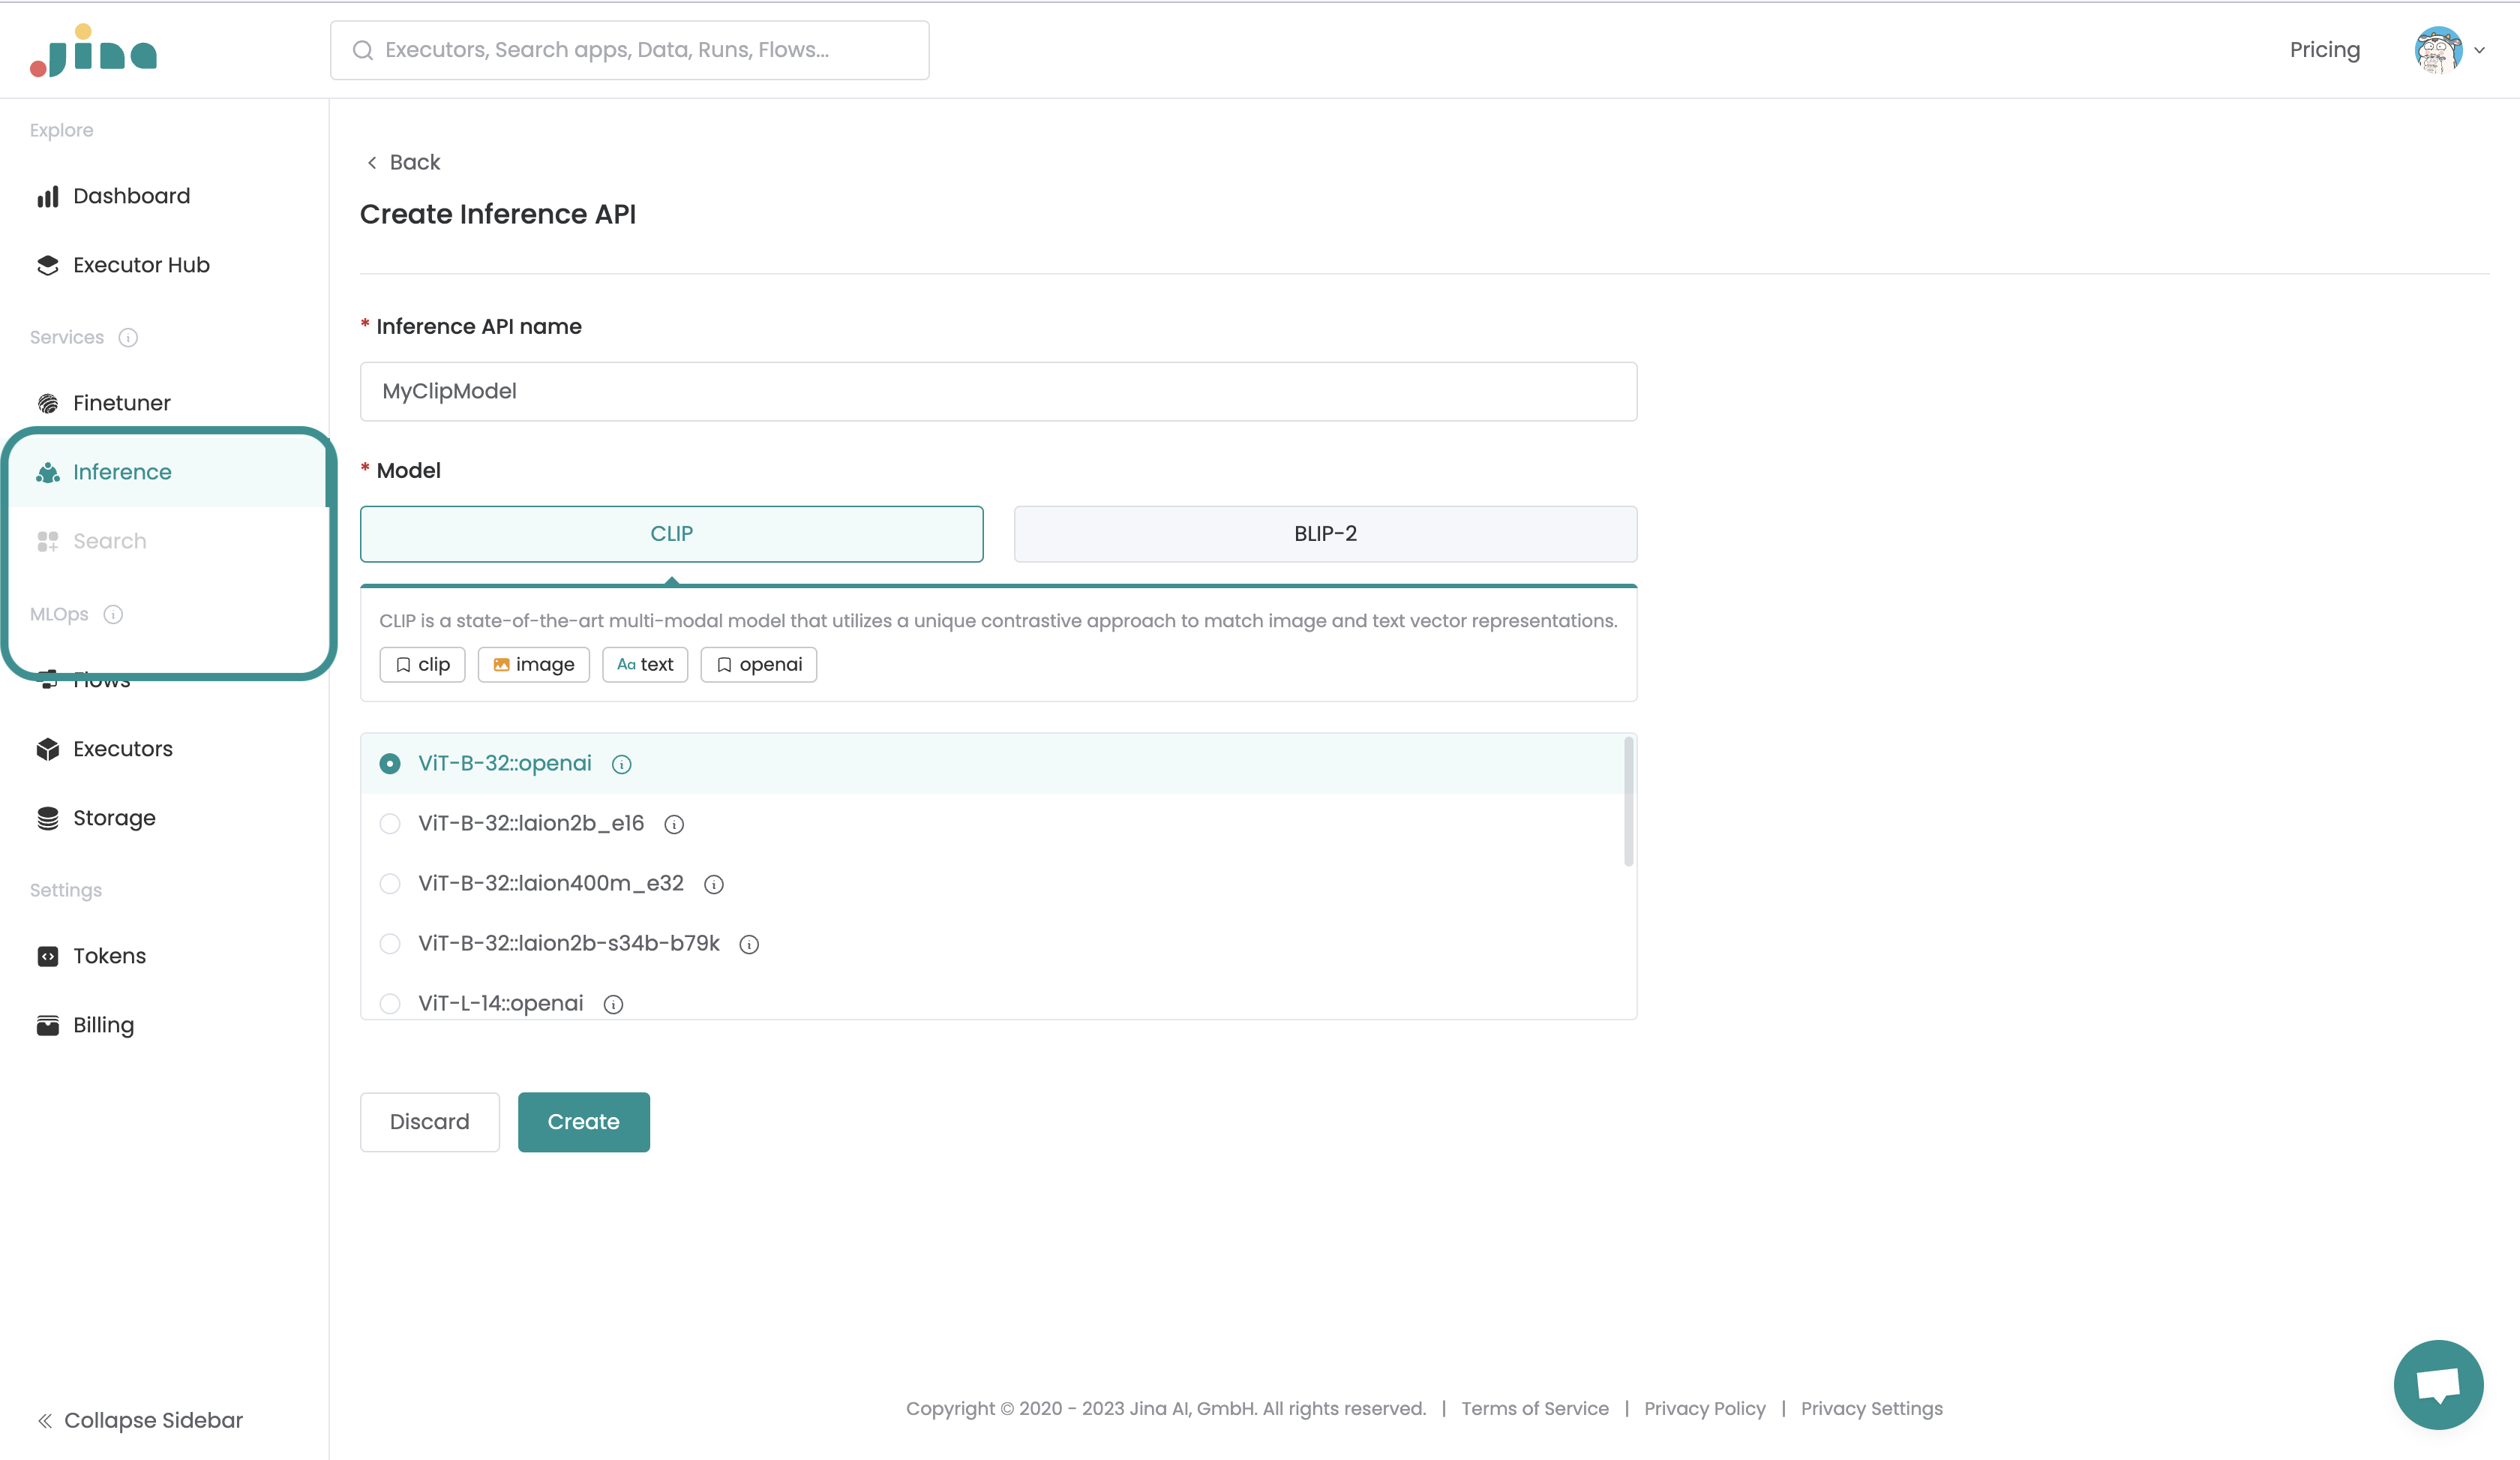 Jina
Executors, Search apps, Data, Runs, Flows...
Pricing
Explore
Dashboard
Executor Hub
Services
Finetuner
Inference
Search
MLOps
Flows
Executors
Storage
Settings
Tokens
Billing
Collapse Sidebar
Back
Create Inference API
* Inference API name
MyClipModel
* Model
CLIP
BLIP-2
CLIP is a state-of-the-art multi-modal model that utilizes a unique contrastive approach to match image and text vector representations.
clip image Aa text openai
ViT-B-32::openai
ViT-B-32::laion2b_e16
ViT-B-32::laion400m_e32
ViT-B-32::laion2b-s34b-b79k
ViT-L-14::openai
Discard Create
Copyright © 2020 - 2023 Jina AI, GmbH. All rights reserved. | Terms of Service | Privacy Policy | Privacy Settings